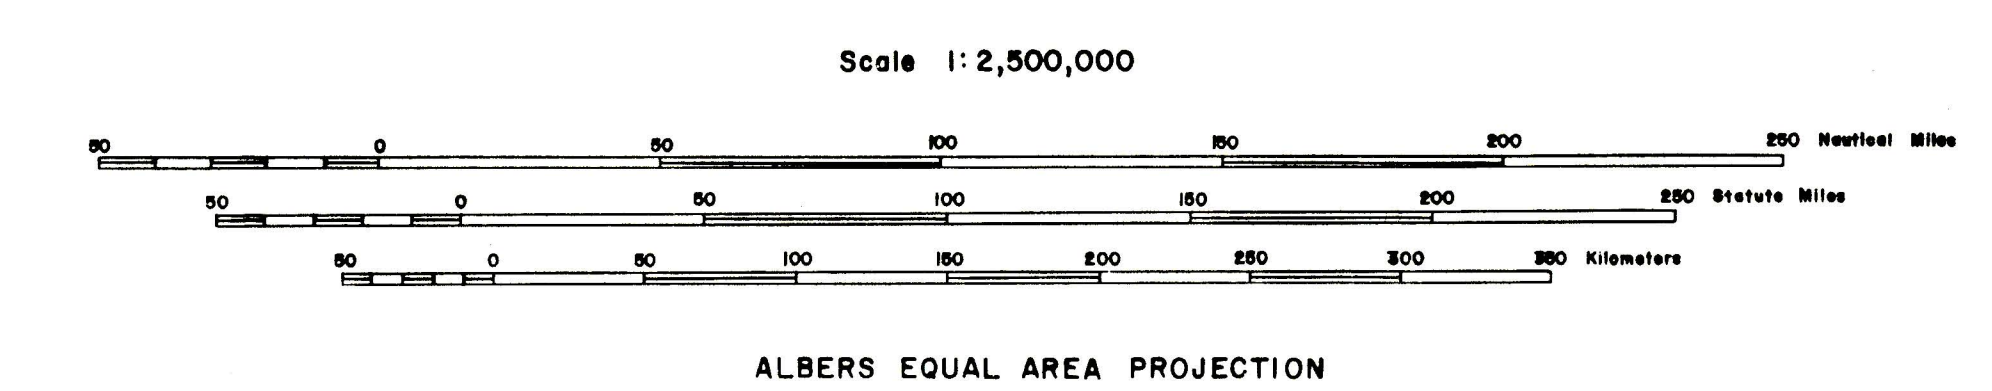 Scale 1:2,500,000
50 0 50 100 150 200 250 Nautical Miles
50 0 50 100 150 200 250 Statute Miles
50 0 50 100 150 200 250 300 350 Kilometers
ALBERS EQUAL AREA PROJECTION